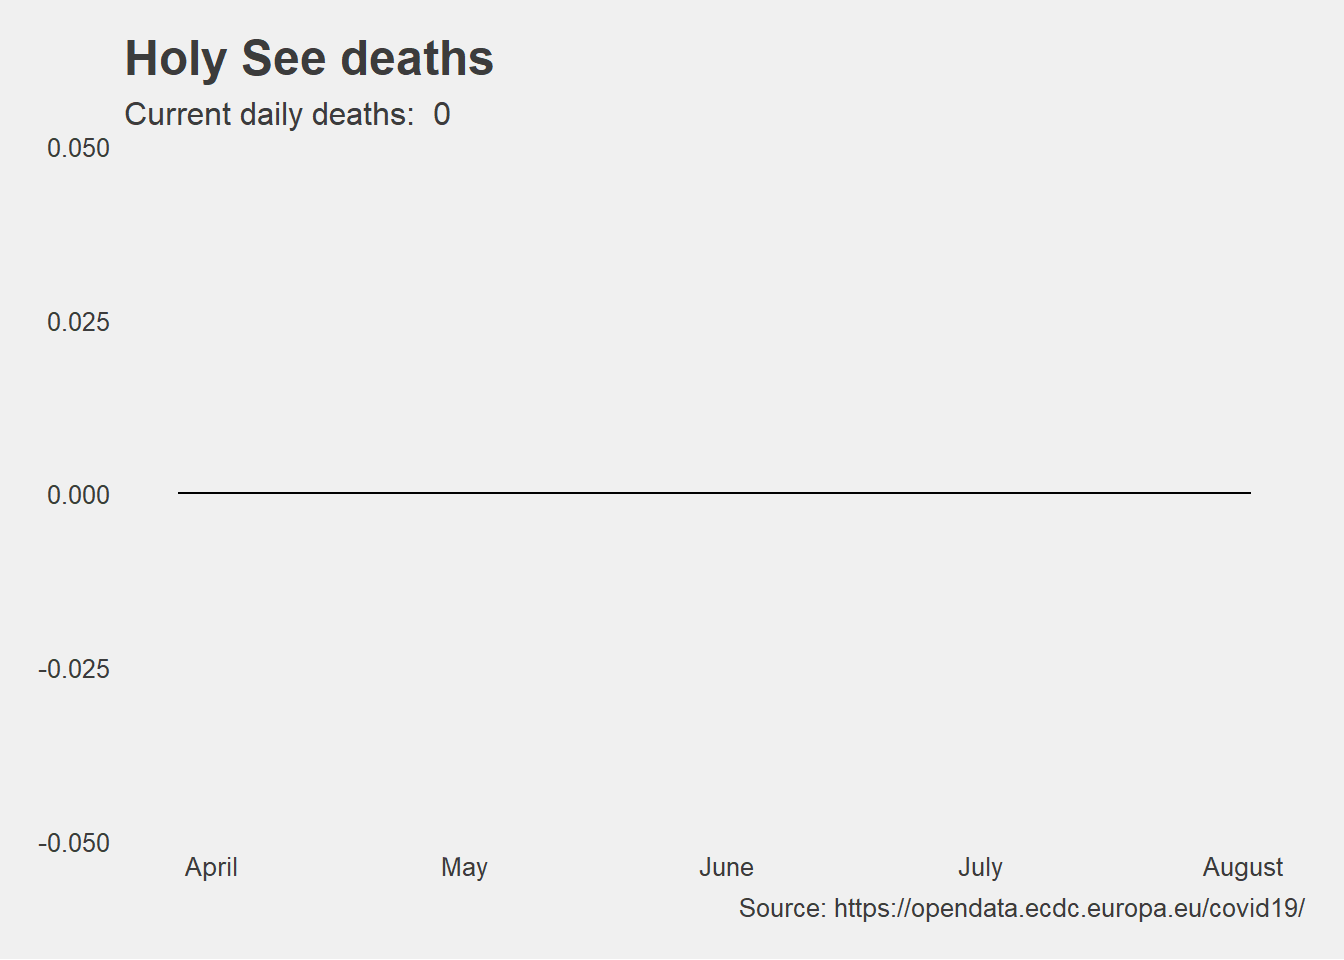 Holy See deaths
Current daily deaths:  0
0.050
0.025
0.000
-0.025
-0.050
April May June July August
Source: https://opendata.ecdc.europa.eu/covid19/